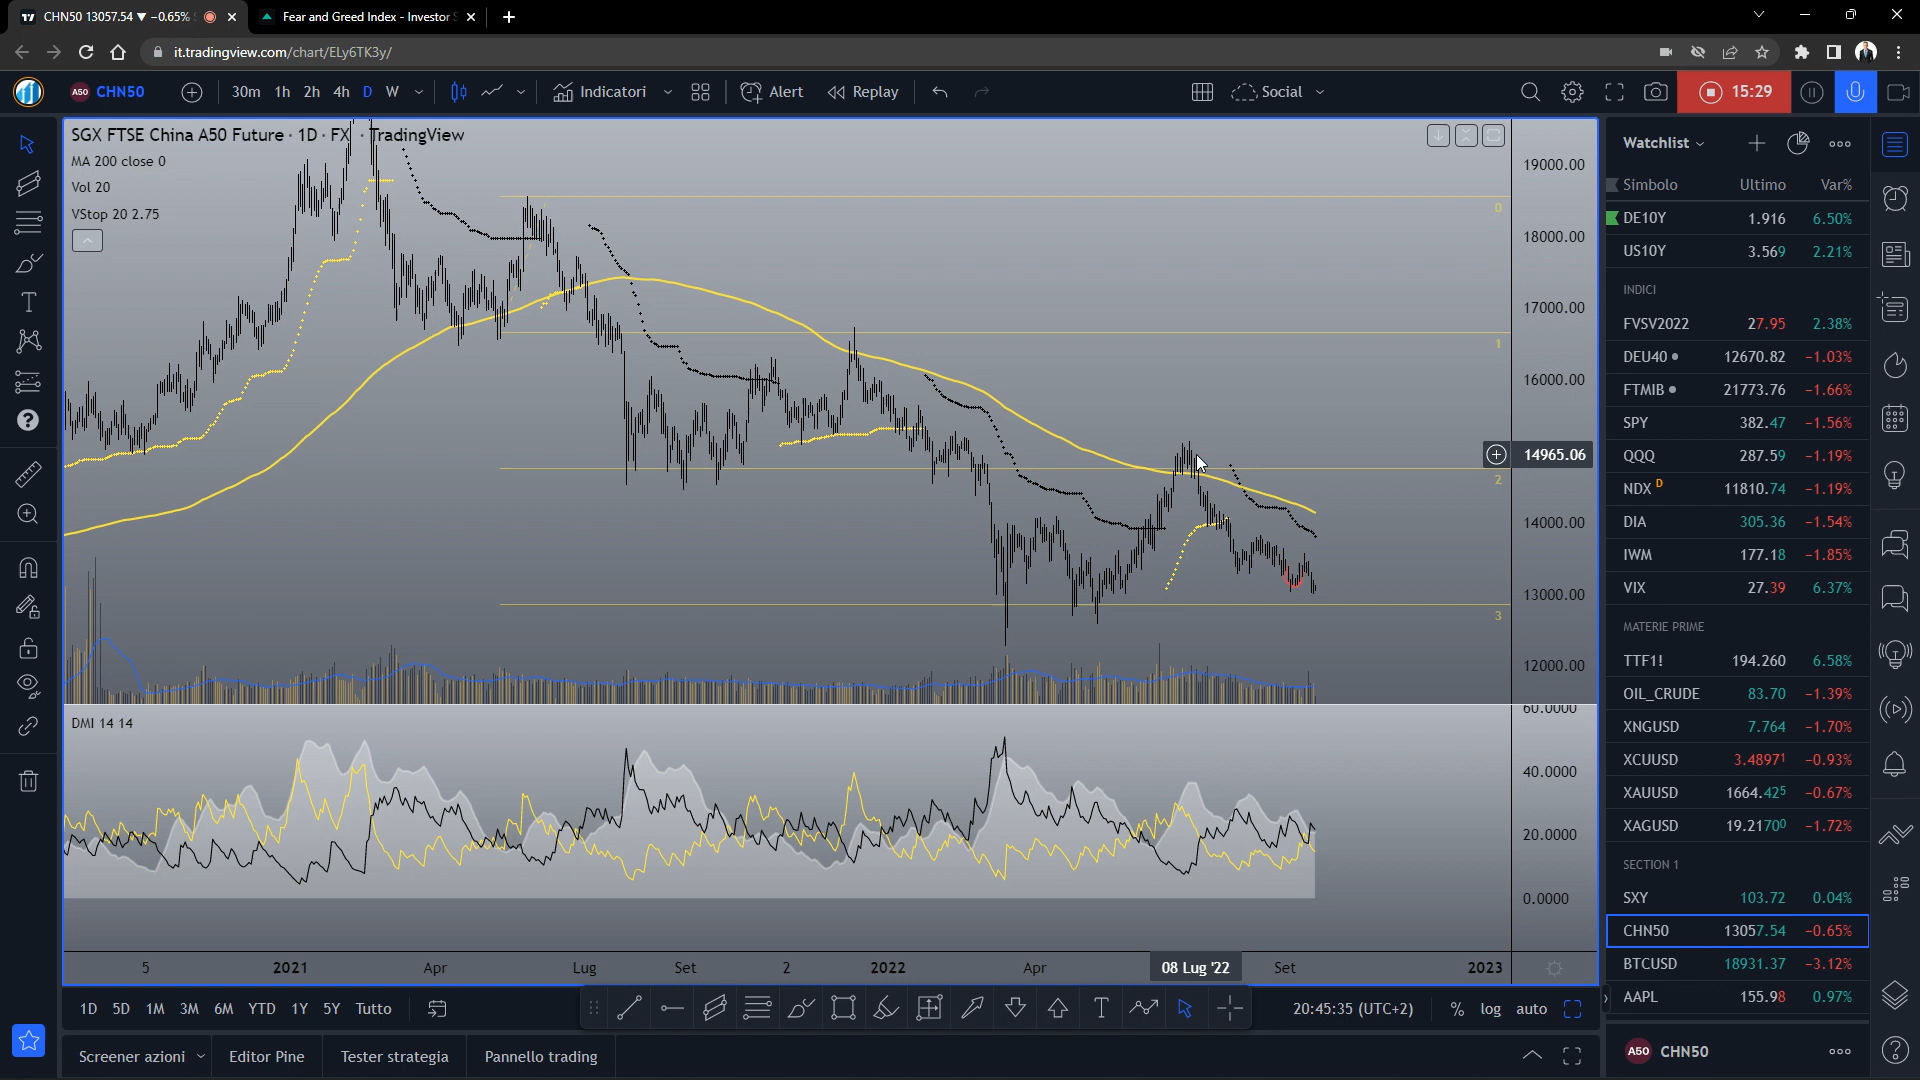 CHN50 13057.54 ▼ −0.65%
Fear and Greed Index - Investor S
it.tradingview.com/chart/ELy6TK3y/
A50 CHN50
30m 1h 2h 4h D W
Indicatori
Alert
Replay
Social
15:29
SGX FTSE China A50 Future · 1D · FX · TradingView
MA 200 close 0
Vol 20
VStop 20 2.75
0
1
2
3
19000.00
18000.00
17000.00
16000.00
14965.06
14000.00
13000.00
12000.00
DMI 14 14
60.0000
40.0000
20.0000
0.0000
5 2021 Apr Lug Set 2 2022 Apr 08 Lug '22 Set 2023
1D 5D 1M 3M 6M YTD 1Y 5Y Tutto
20:45:35 (UTC+2)
% log auto
Screener azioni
Editor Pine
Tester strategia
Pannello trading
Watchlist
Simbolo Ultimo Var%
DE10Y 1.916 6.50%
US10Y 3.569 2.21%
INDICI
FVSV2022 27.95 2.38%
DEU40 12670.82 −1.03%
FTMIB 21773.76 −1.66%
SPY 382.47 −1.56%
QQQ 287.59 −1.19%
NDX D 11810.74 −1.19%
DIA 305.36 −1.54%
IWM 177.18 −1.85%
VIX 27.39 6.37%
MATERIE PRIME
TTF1! 194.260 6.58%
OIL_CRUDE 83.70 −1.39%
XNGUSD 7.764 −1.70%
XCUUSD 3.48971 −0.93%
XAUUSD 1664.425 −0.67%
XAGUSD 19.21700 −1.72%
SECTION 1
SXY 103.72 0.04%
CHN50 13057.54 −0.65%
BTCUSD 18931.37 −3.12%
AAPL 155.98 0.97%
A50 CHN50